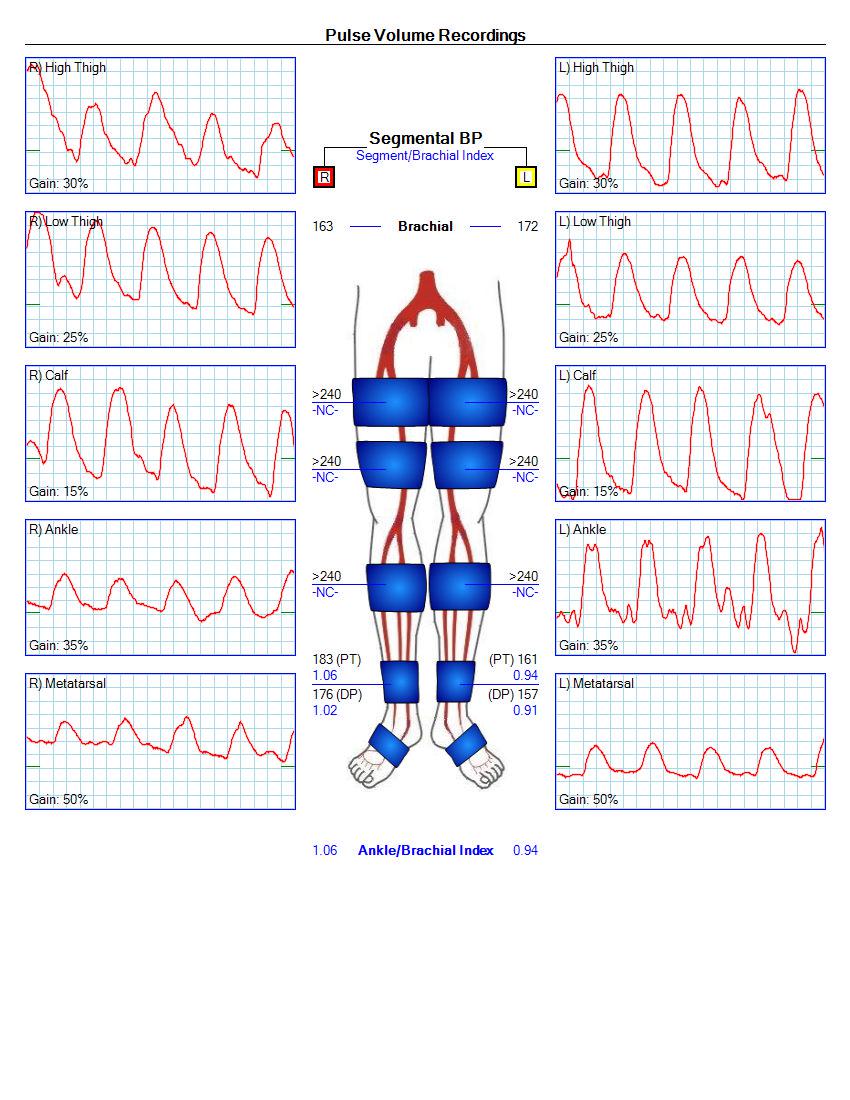 Pulse Volume Recordings
R) High Thigh
Gain: 30%
R) Low Thigh
Gain: 25%
R) Calf
Gain: 15%
R) Ankle
Gain: 35%
R) Metatarsal
Gain: 50%
Segmental BP
Segment/Brachial Index
R L
163 Brachial 172
>240 >240
-NC- -NC-
>240 >240
-NC- -NC-
>240 >240
-NC- -NC-
183 (PT) (PT) 161
1.06 0.94
176 (DP) (DP) 157
1.02 0.91
1.06 Ankle/Brachial Index 0.94
L) High Thigh
Gain: 30%
L) Low Thigh
Gain: 25%
L) Calf
Gain: 15%
L) Ankle
Gain: 35%
L) Metatarsal
Gain: 50%